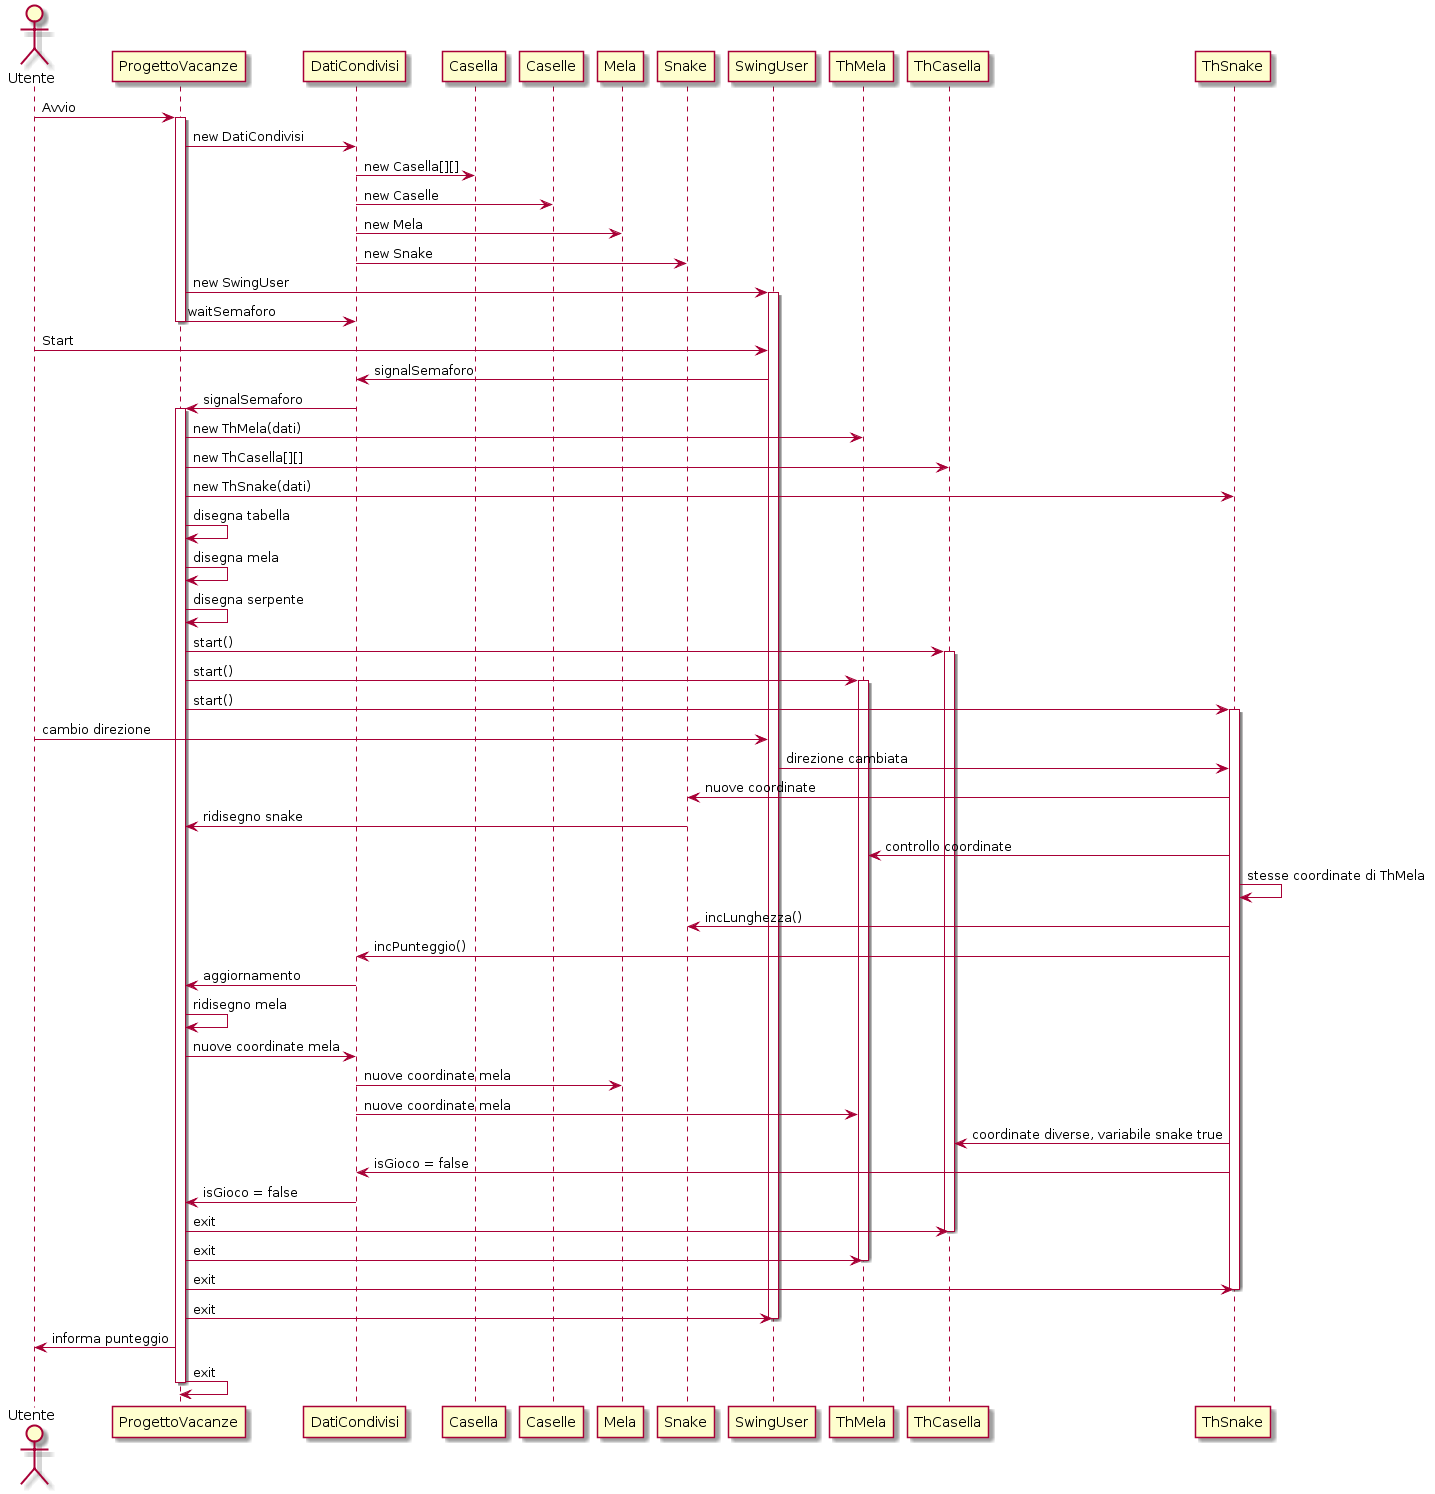 Utente
ProgettoVacanze
DatiCondivisi
Casella
Caselle
Mela
Snake
SwingUser
ThMela
ThCasella
ThSnake
Avvio
new DatiCondivisi
new Casella[][]
new Caselle
new Mela
new Snake
new SwingUser
waitSemaforo
Start
signalSemaforo
signalSemaforo
new ThMela(dati)
new ThCasella[][]
new ThSnake(dati)
disegna tabella
disegna mela
disegna serpente
start()
start()
start()
cambio direzione
direzione cambiata
nuove coordinate
ridisegno snake
controllo coordinate
stesse coordinate di ThMela
incLunghezza()
incPunteggio()
aggiornamento
ridisegno mela
nuove coordinate mela
nuove coordinate mela
nuove coordinate mela
coordinate diverse, variabile snake true
isGioco = false
isGioco = false
exit
exit
exit
exit
informa punteggio
exit
Utente
ProgettoVacanze
DatiCondivisi
Casella
Caselle
Mela
Snake
SwingUser
ThMela
ThCasella
ThSnake